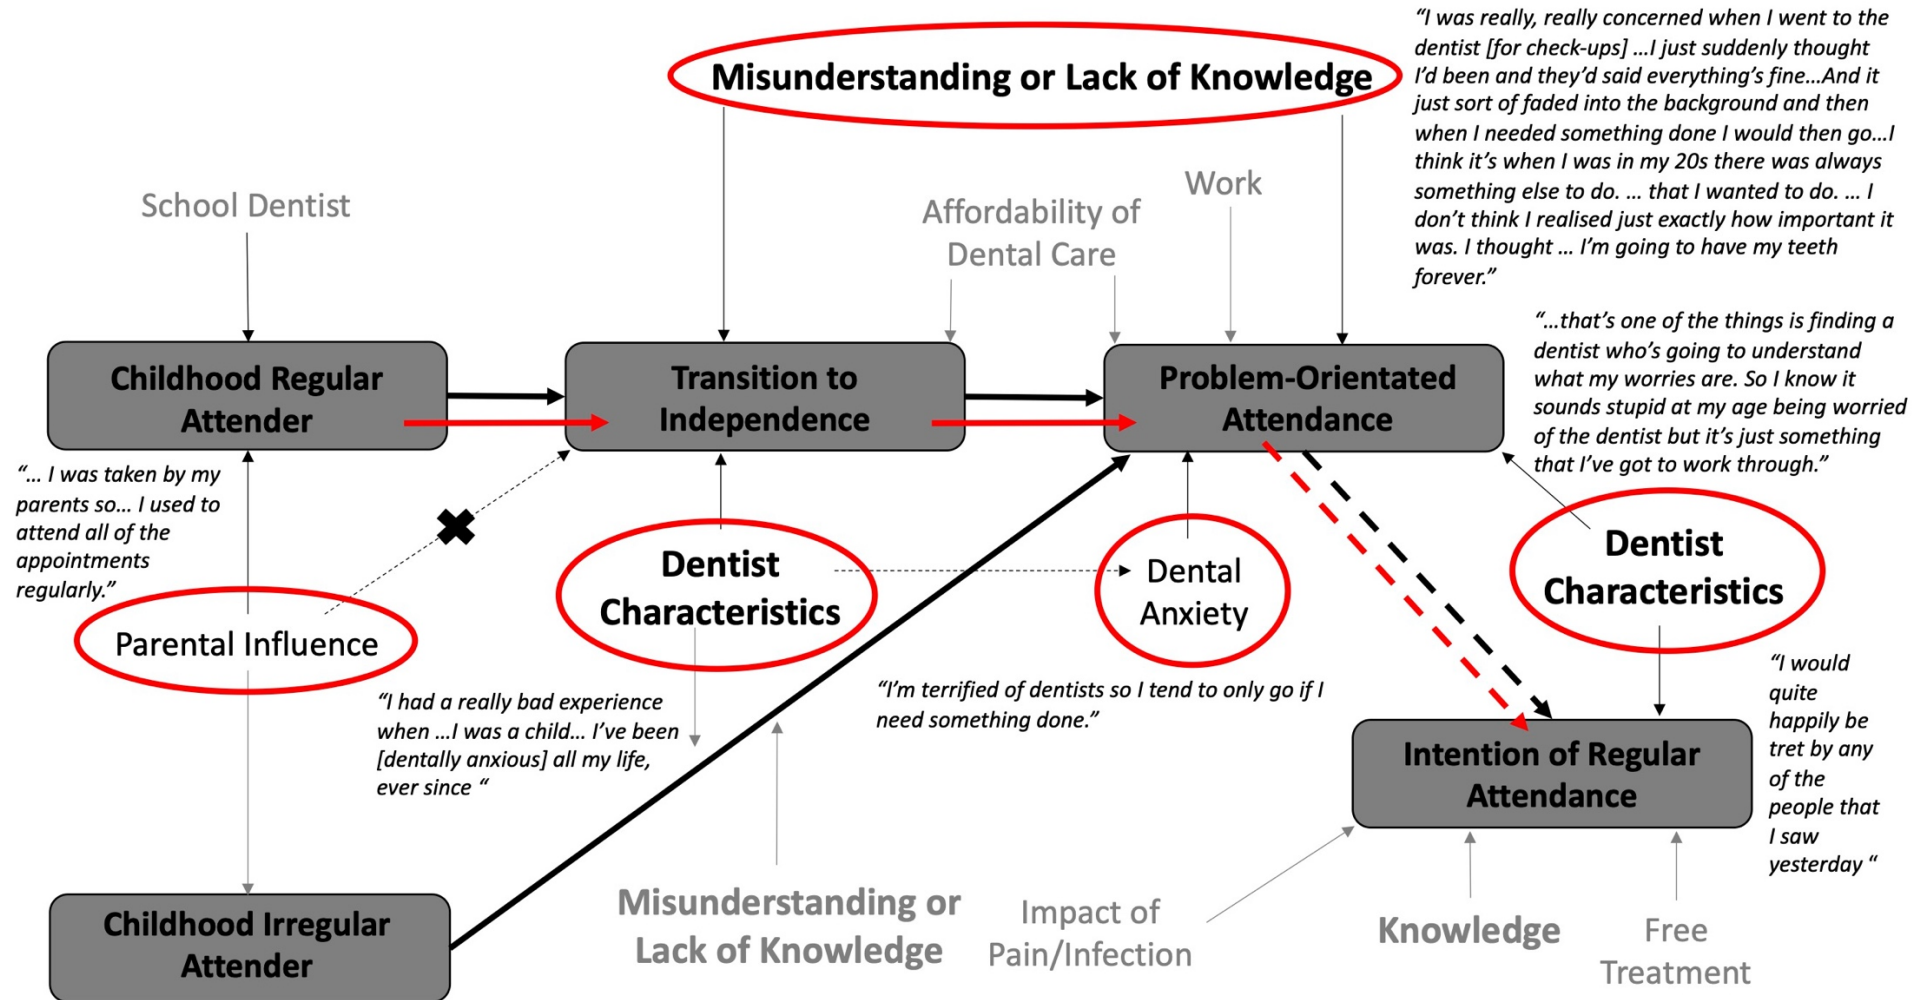 “I was really, really concerned when I went to the
dentist [for check-ups] …I just suddenly thought
I’d been and they’d said everything’s fine…And it
just sort of faded into the background and then
when I needed something done I would then go…I
think it’s when I was in my 20s there was always
something else to do. … that I wanted to do. … I
don’t think I realised just exactly how important it
was. I thought … I’m going to have my teeth
forever.”
Misunderstanding or Lack of Knowledge
School Dentist
Affordability of
Dental Care
Work
Childhood Regular
Attender
Transition to
Independence
Problem-Orientated
Attendance
“…that’s one of the things is finding a
dentist who’s going to understand
what my worries are. So I know it
sounds stupid at my age being worried
of the dentist but it’s just something
that I’ve got to work through.”
“… I was taken by my
parents so… I used to
attend all of the
appointments
regularly.”
Parental Influence
Dentist
Characteristics
Dental
Anxiety
Dentist
Characteristics
“I had a really bad experience
when …I was a child… I’ve been
[dentally anxious] all my life,
ever since “
“I’m terrified of dentists so I tend to only go if I
need something done.”
“I would
quite
happily be
tret by any
of the
people that
I saw
yesterday “
Intention of Regular
Attendance
Childhood Irregular
Attender
Misunderstanding or
Lack of Knowledge
Impact of
Pain/Infection
Knowledge
Free
Treatment